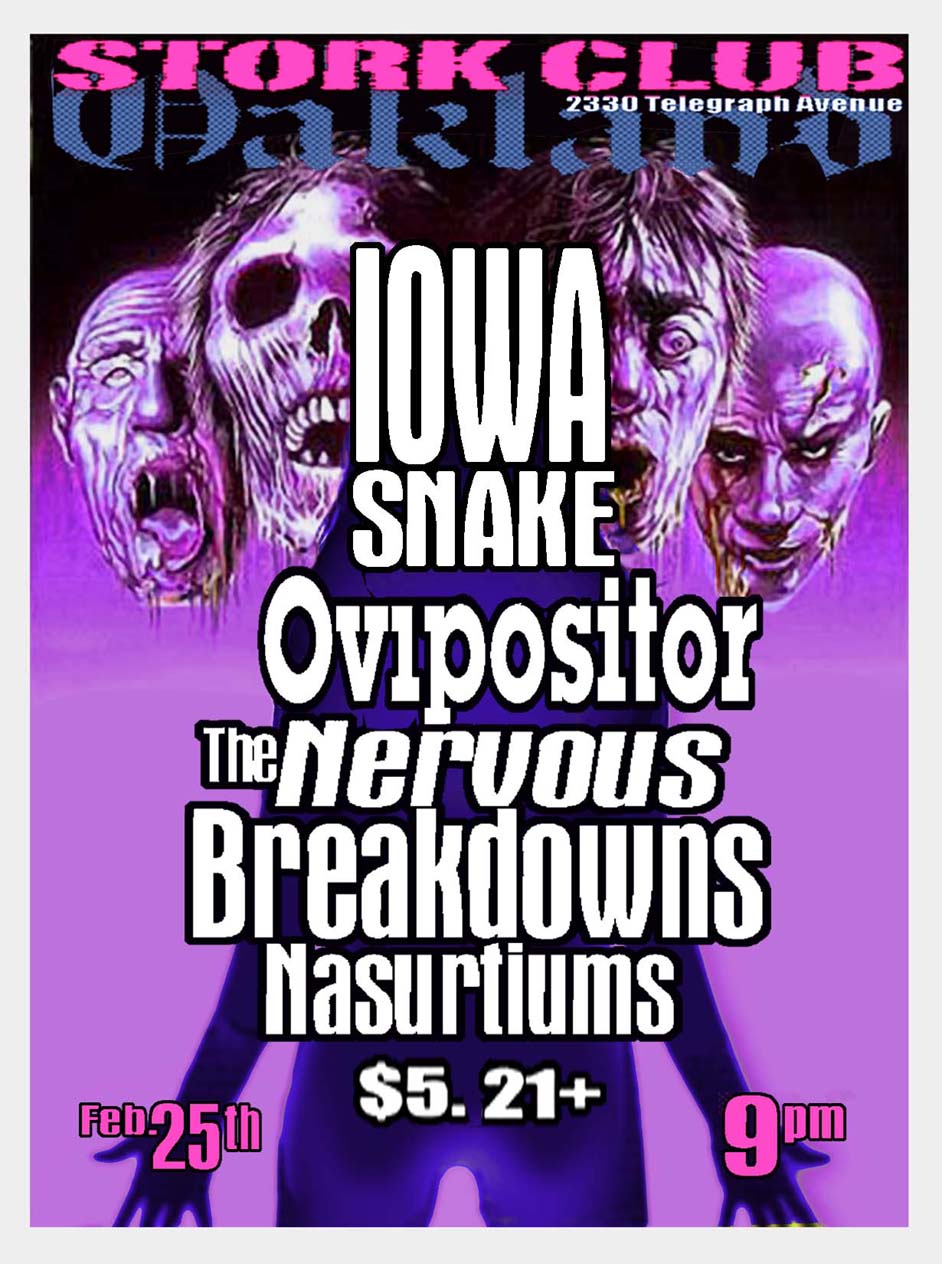 STORK CLUB
2330 Telegraph Avenue
Oakland
IOWA
SNAKE
Ovipositor
The Nervous
Breakdowns
Nasurtiums
$5. 21+
Feb. 25th
9pm